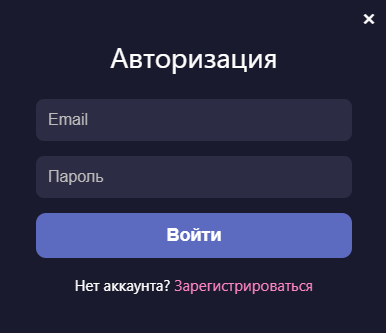 Авторизация
Email
Пароль
Войти
Нет аккаунта? Зарегистрироваться